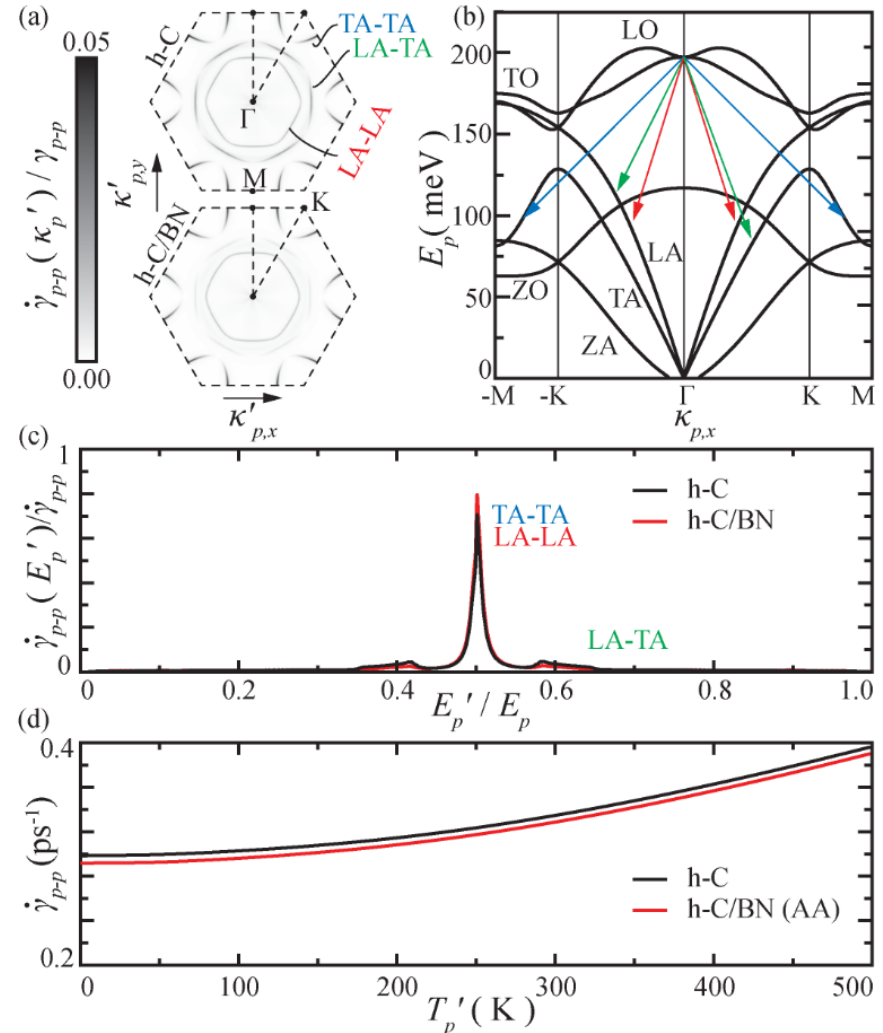 (a)
0.05
0.00
γ̇p-p(κp′) / γp-p
h-C
TA-TA
LA-TA
Γ
LA-LA
κ′p,y
M
K
h-C/BN
κ′p,x
(b)
200
150
100
50
0
Ep(meV)
LO
TO
LA
TA
ZO
ZA
-M
-K
Γ
K
M
κp,x
(c)
1
0
γ̇p-p(Ep′)/γ̇p-p
TA-TA
LA-LA
h-C
h-C/BN
LA-TA
0
0.2
0.4
0.6
0.8
1.0
Ep′/Ep
(d)
0.4
0.2
γ̇p-p(ps-1)
h-C
h-C/BN (AA)
0
100
200
300
400
500
Tp′(K)